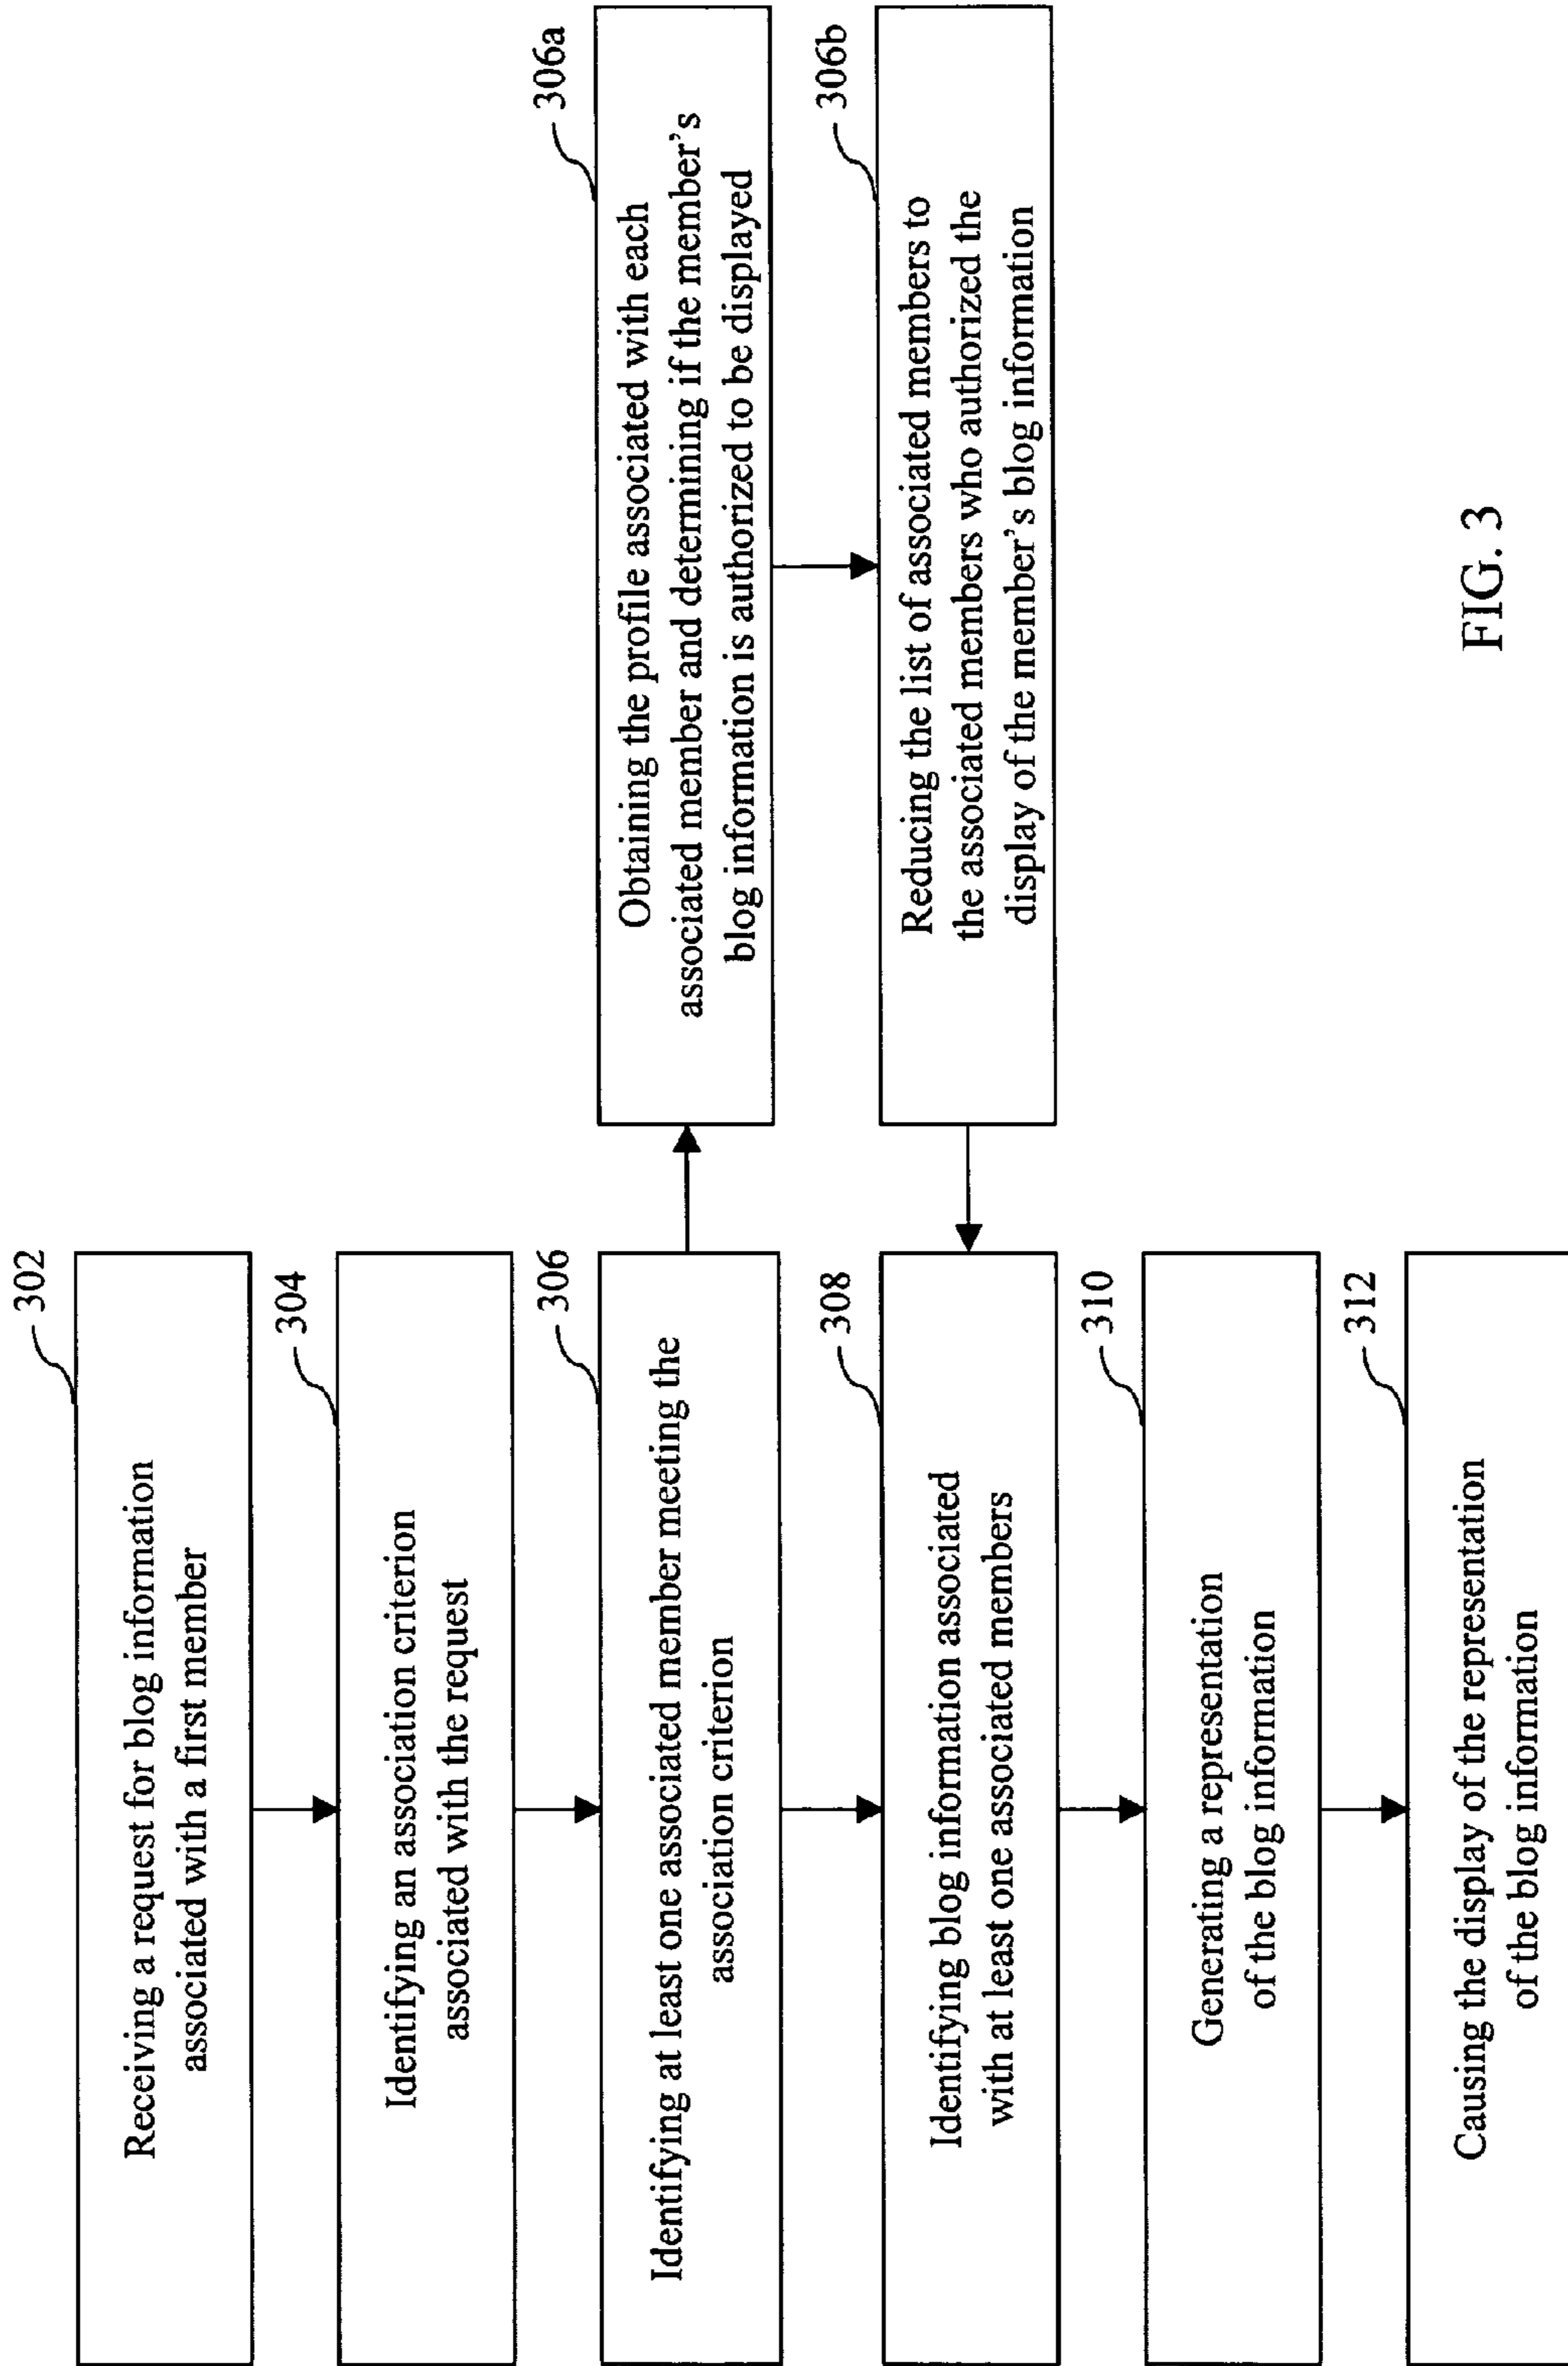 302
Receiving a request for blog information
associated with a first member
304
Identifying an association criterion
associated with the request
306
Identifying at least one associated member meeting the
association criterion
306a
Obtaining the profile associated with each
associated member and determining if the member's
blog information is authorized to be displayed
306b
Reducing the list of associated members to
the associated members who authorized the
display of the member's blog information
308
Identifying blog information associated
with at least one associated members
310
Generating a representation
of the blog information
312
Causing the display of the representation
of the blog information
FIG. 3